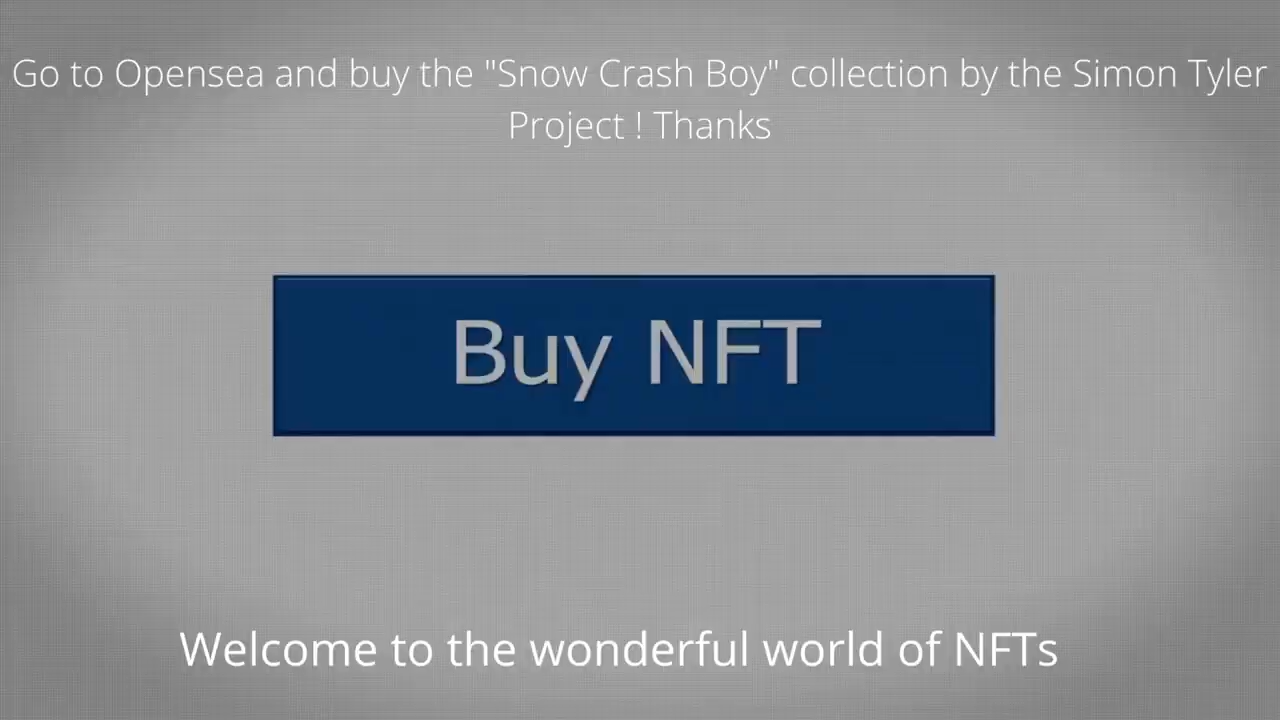 Go to Opensea and buy the "Snow Crash Boy" collection by the Simon Tyler
Project ! Thanks
Buy NFT
Welcome to the wonderful world of NFTs